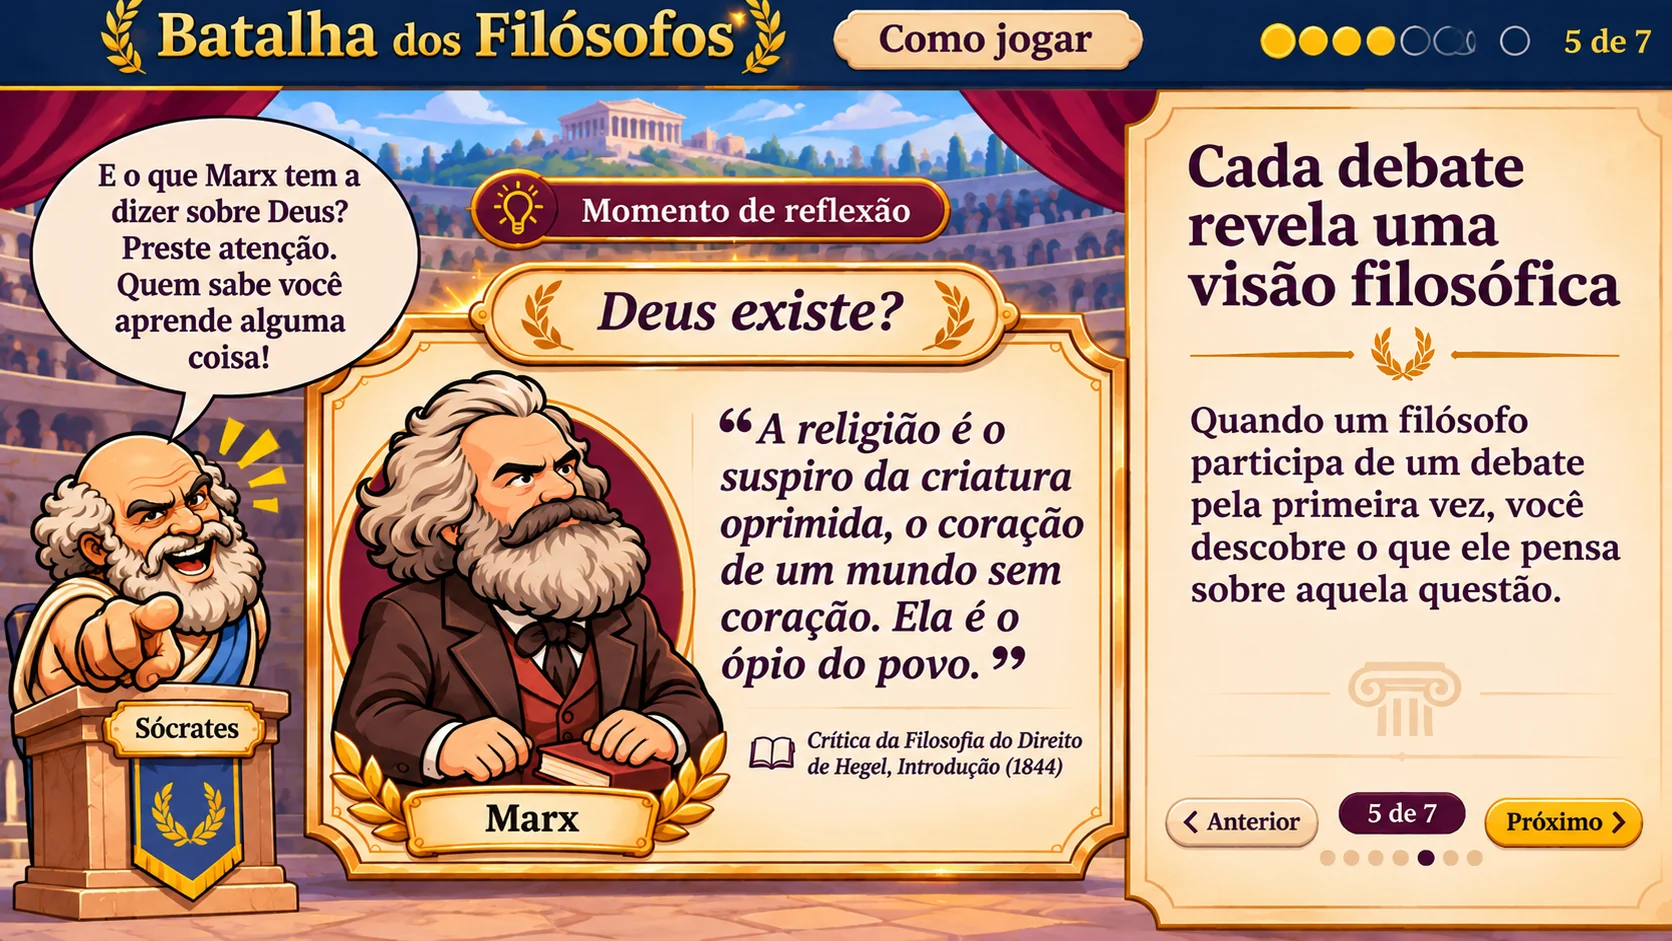 Batalha dos Filósofos
Como jogar
5 de 7
E o que Marx tem a
dizer sobre Deus?
Preste atenção.
Quem sabe você
aprende alguma
coisa!
Momento de reflexão
Deus existe?
“A religião é o
suspiro da criatura
oprimida, o coração
de um mundo sem
coração. Ela é o
ópio do povo.”
Crítica da Filosofia do Direito
de Hegel, Introdução (1844)
Sócrates
Marx
Cada debate
revela uma
visão filosófica
Quando um filósofo
participa de um debate
pela primeira vez, você
descobre o que ele pensa
sobre aquela questão.
Anterior
5 de 7
Próximo